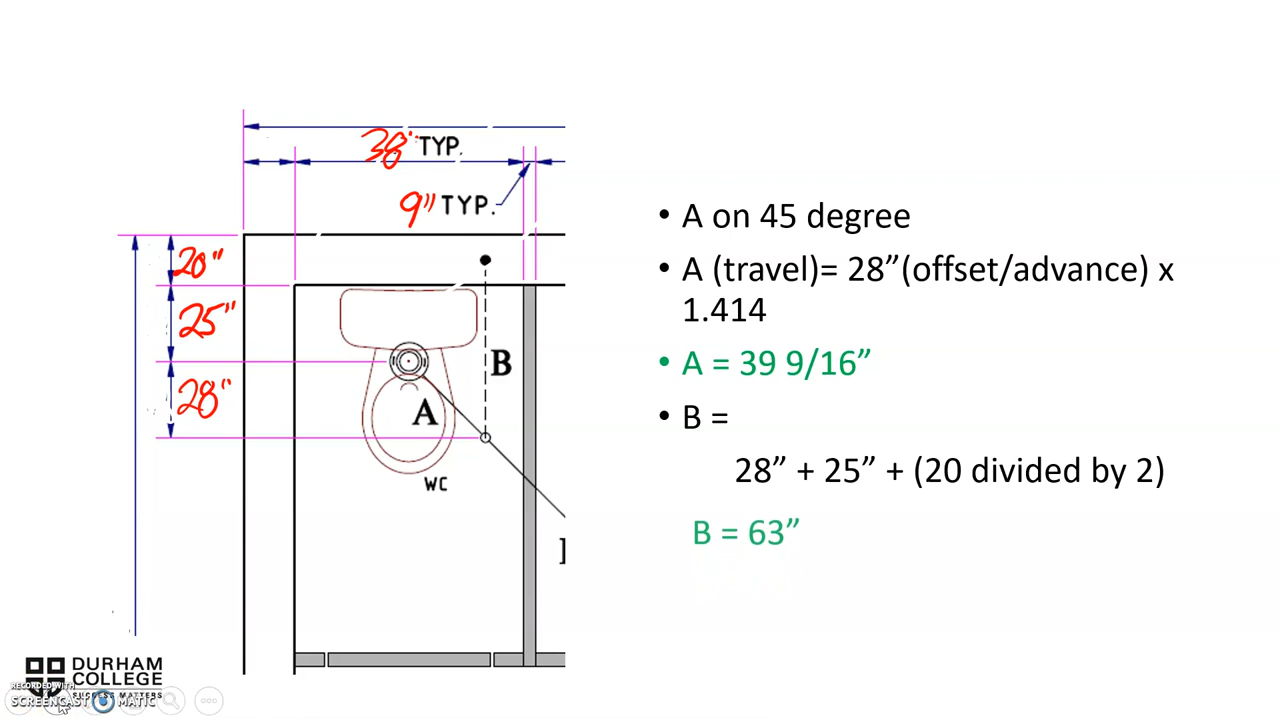 38" TYP.
9" TYP.
20"
25"
28"
B
A
WC
• A on 45 degree
• A (travel)= 28”(offset/advance) x
1.414
• A = 39 9/16”
• B =
28” + 25” + (20 divided by 2)
B = 63”
DURHAM
COLLEGE
SUCCESS MATTERS
RECORDED WITH
SCREENCAST MATIC